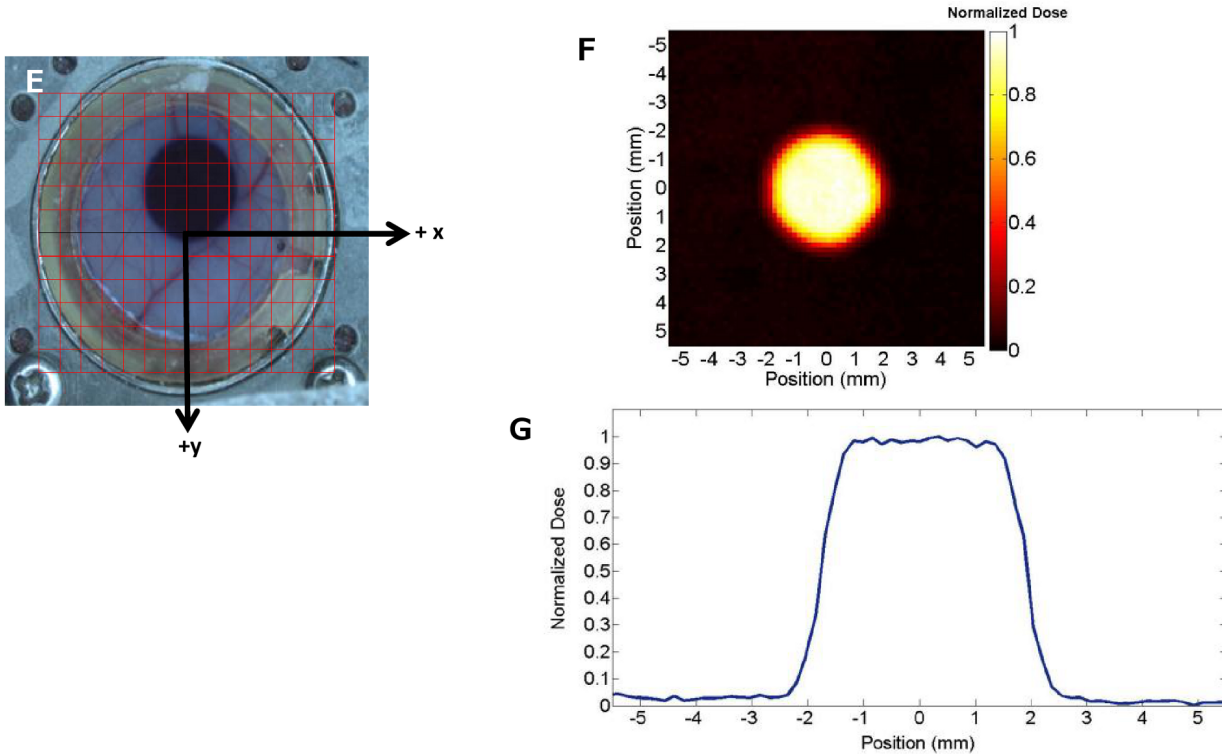 E
+ x
+y
F
Normalized Dose
1
0.8
0.6
0.4
0.2
0
Position (mm)
-5
-4
-3
-2
-1
0
1
2
3
4
5
-5 -4 -3 -2 -1 0 1 2 3 4 5
Position (mm)
G
Normalized Dose
1
0.9
0.8
0.7
0.6
0.5
0.4
0.3
0.2
0.1
0
-5 -4 -3 -2 -1 0 1 2 3 4 5
Position (mm)